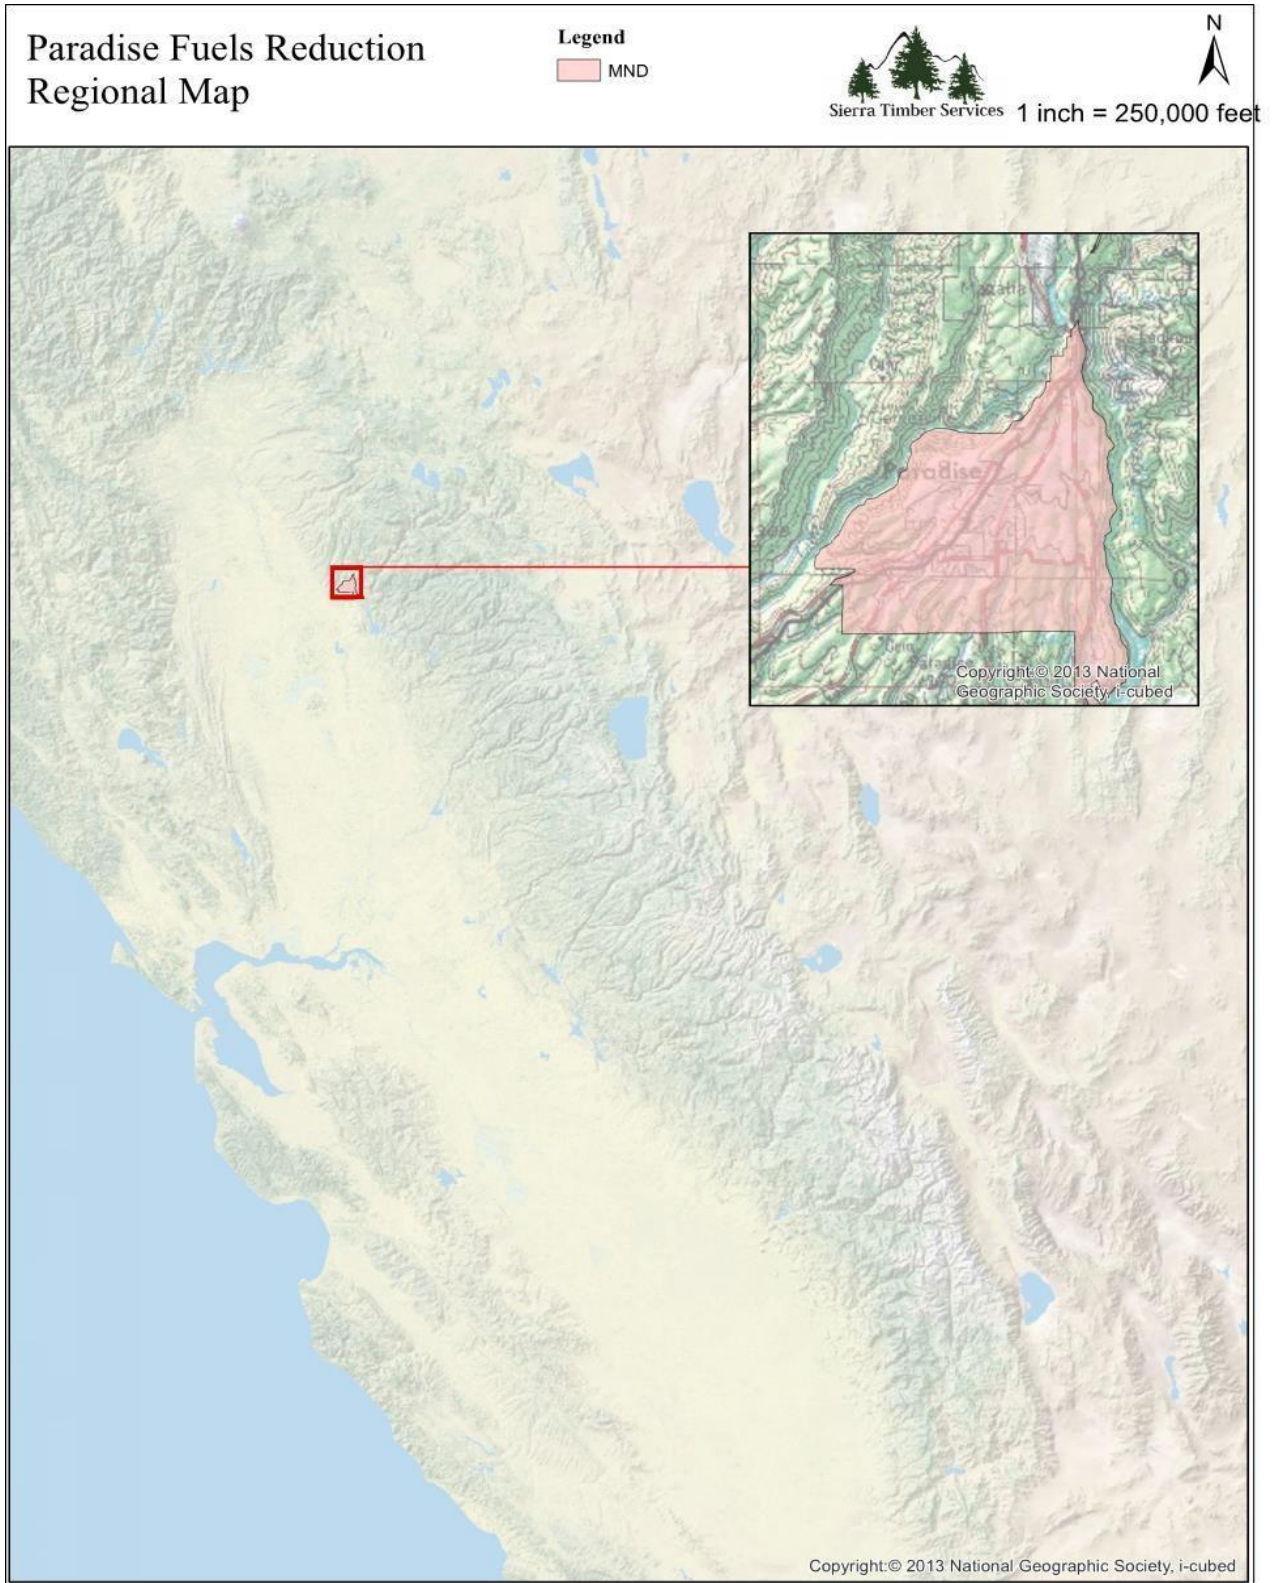 Paradise Fuels Reduction
Regional Map
Legend
MND
Sierra Timber Services
1 inch = 250,000 feet
N
Paradise
Copyright:© 2013 National
Geographic Society, i-cubed
Copyright:© 2013 National Geographic Society, i-cubed